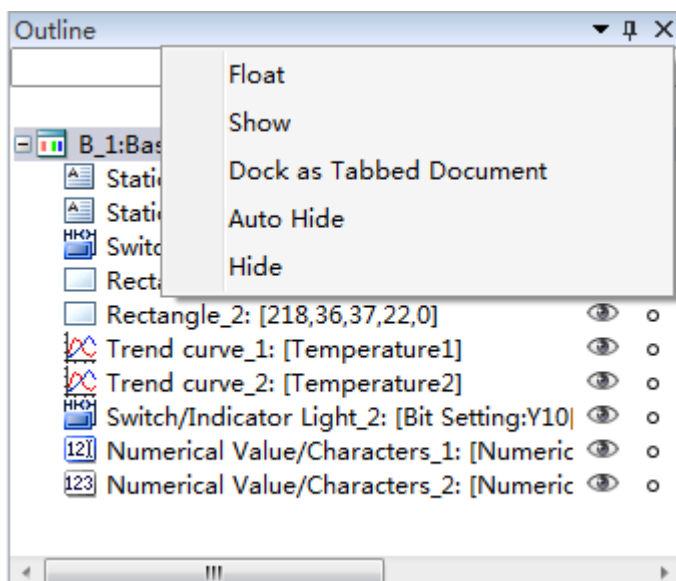 Outline
Float
Show
Dock as Tabbed Document
Auto Hide
Hide
B_1:Bas
Stati
Stati
Switc
Recta
Rectangle_2: [218,36,37,22,0]
Trend curve_1: [Temperature1]
Trend curve_2: [Temperature2]
Switch/Indicator Light_2: [Bit Setting:Y10|
Numerical Value/Characters_1: [Numeric
Numerical Value/Characters_2: [Numeric